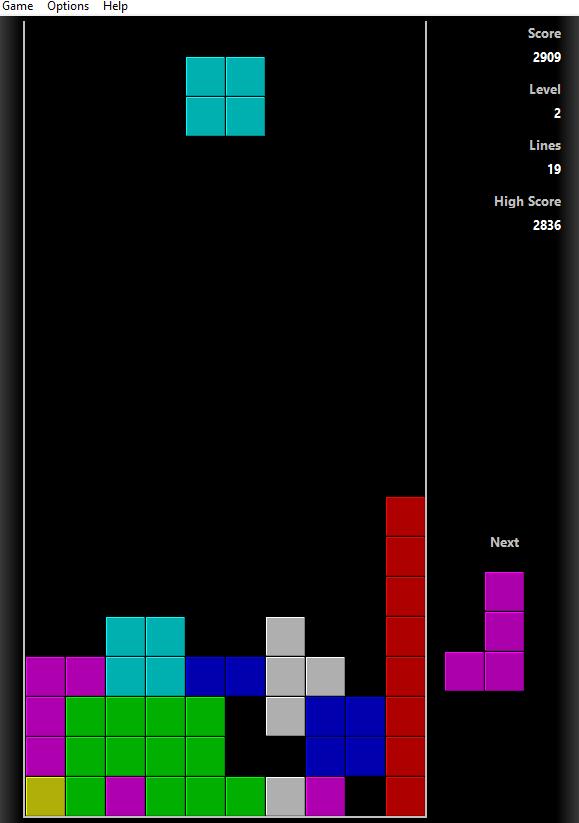 Game Options Help
Score
2909
Level
2
Lines
19
High Score
2836
Next